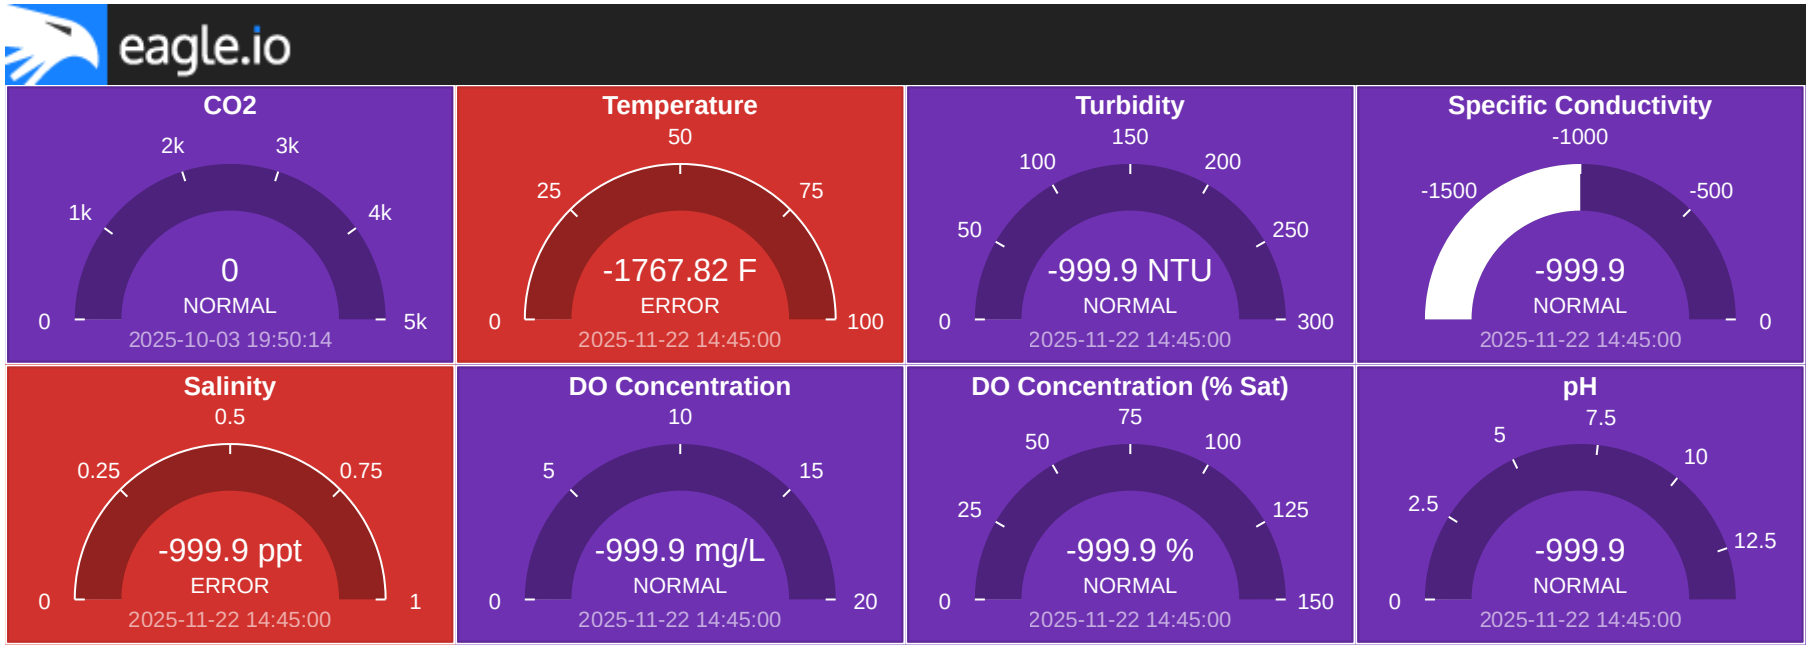 eagle.io
CO2
2k 3k
1k 4k
0
NORMAL
0 5k
2025-10-03 19:50:14
Temperature
50
25 75
-1767.82 F
ERROR
0 100
2025-11-22 14:45:00
Turbidity
150
100 200
50 250
-999.9 NTU
NORMAL
0 300
2025-11-22 14:45:00
Specific Conductivity
-1000
-1500 -500
-999.9
NORMAL
0
2025-11-22 14:45:00
Salinity
0.5
0.25 0.75
-999.9 ppt
ERROR
0 1
2025-11-22 14:45:00
DO Concentration
10
5 15
-999.9 mg/L
NORMAL
0 20
2025-11-22 14:45:00
DO Concentration (% Sat)
75
50 100
25 125
-999.9 %
NORMAL
0 150
2025-11-22 14:45:00
pH
7.5
5 10
2.5 12.5
-999.9
NORMAL
0
2025-11-22 14:45:00